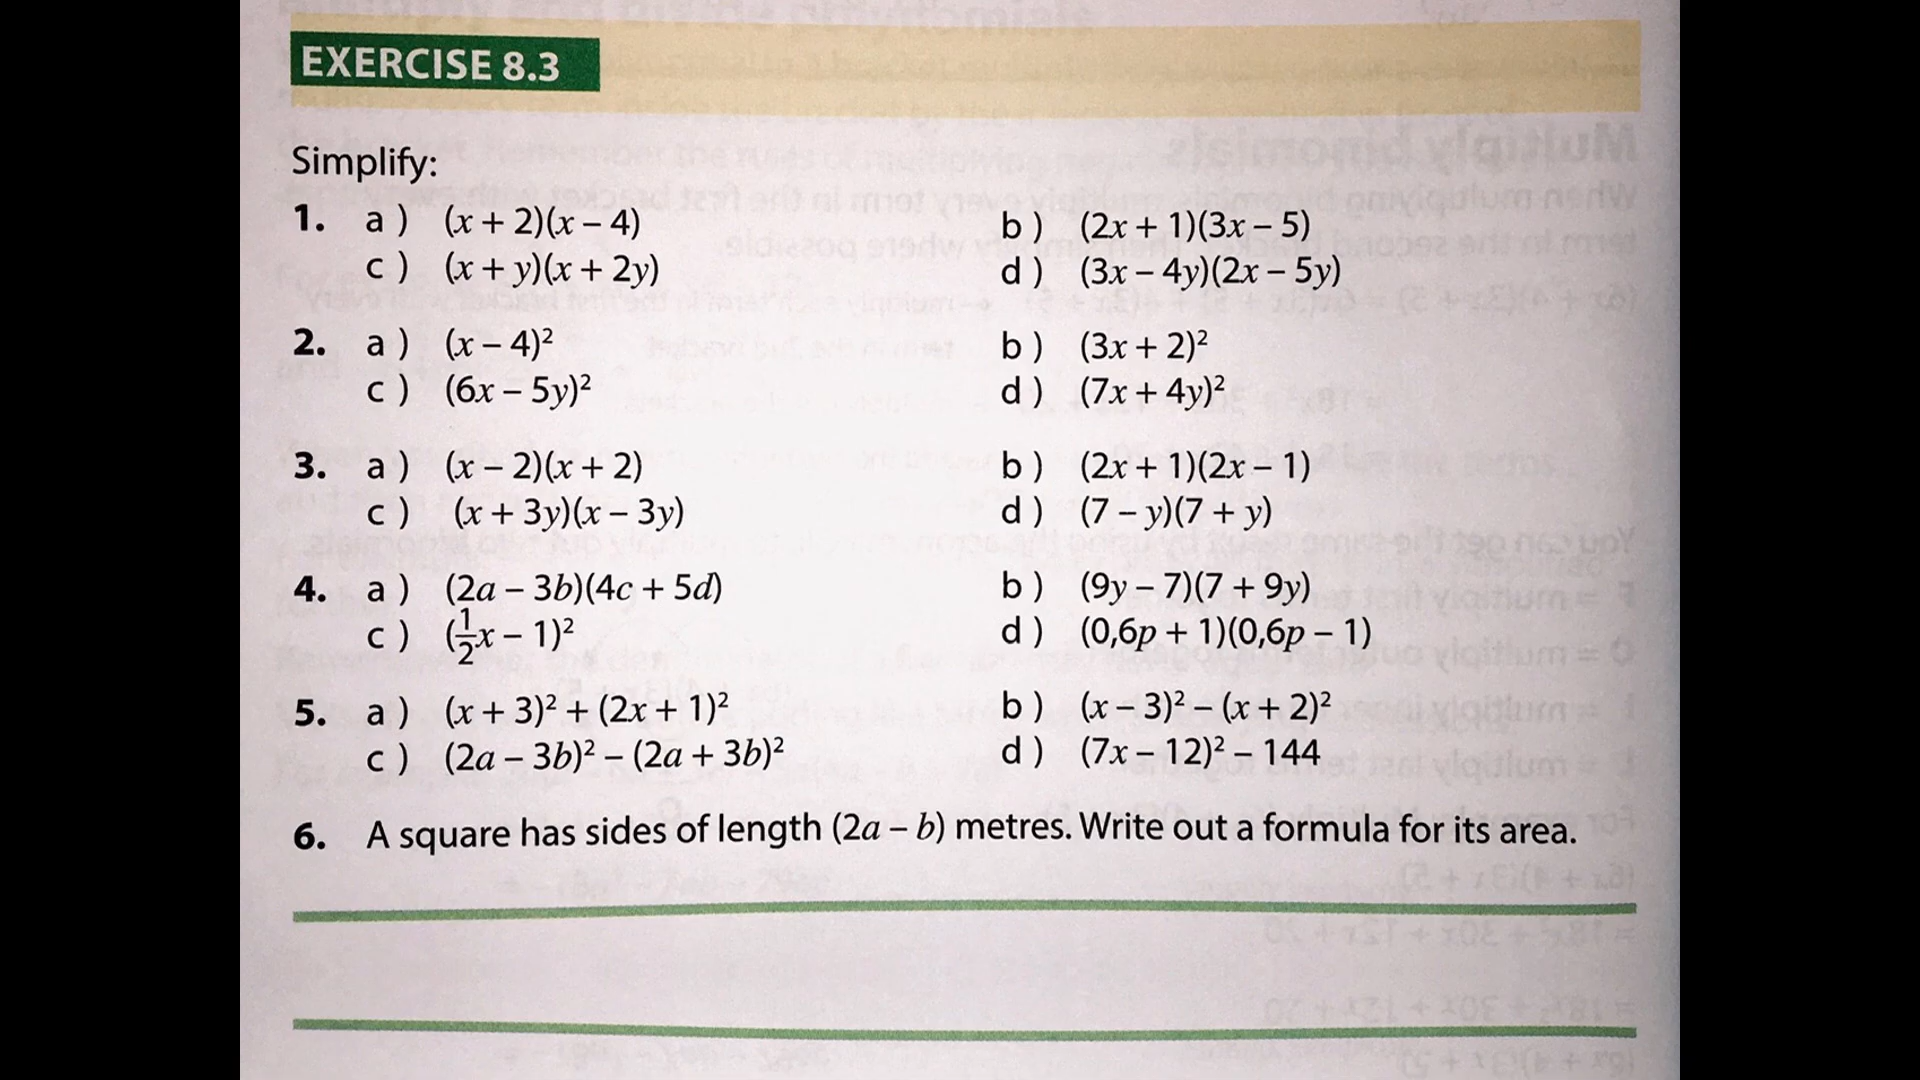 EXERCISE 8.3
Simplify:
1. a) (x + 2)(x – 4) b) (2x + 1)(3x – 5)
c) (x + y)(x + 2y) d) (3x – 4y)(2x – 5y)
2. a) (x – 4)² b) (3x + 2)²
c) (6x – 5y)² d) (7x + 4y)²
3. a) (x – 2)(x + 2) b) (2x + 1)(2x – 1)
c) (x + 3y)(x – 3y) d) (7 – y)(7 + y)
4. a) (2a – 3b)(4c + 5d) b) (9y – 7)(7 + 9y)
c) (½x – 1)² d) (0,6p + 1)(0,6p – 1)
5. a) (x + 3)² + (2x + 1)² b) (x – 3)² – (x + 2)²
c) (2a – 3b)² – (2a + 3b)² d) (7x – 12)² – 144
6. A square has sides of length (2a – b) metres. Write out a formula for its area.